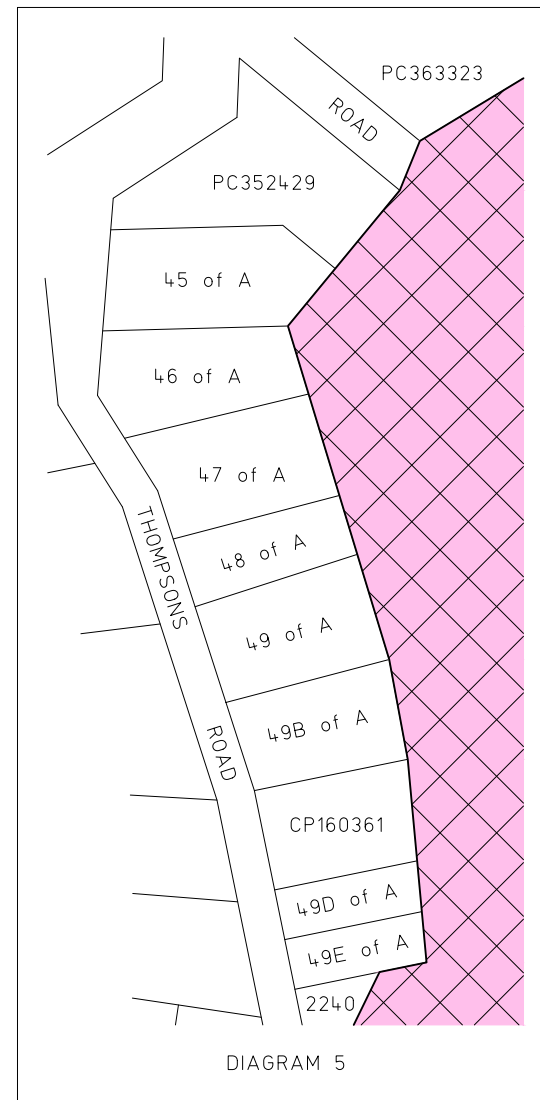 PC363323
ROAD
PC352429
45 of A
46 of A
47 of A
48 of A
THOMPSONS
49 of A
49B of A
ROAD
CP160361
49D of A
49E of A
2240
DIAGRAM 5